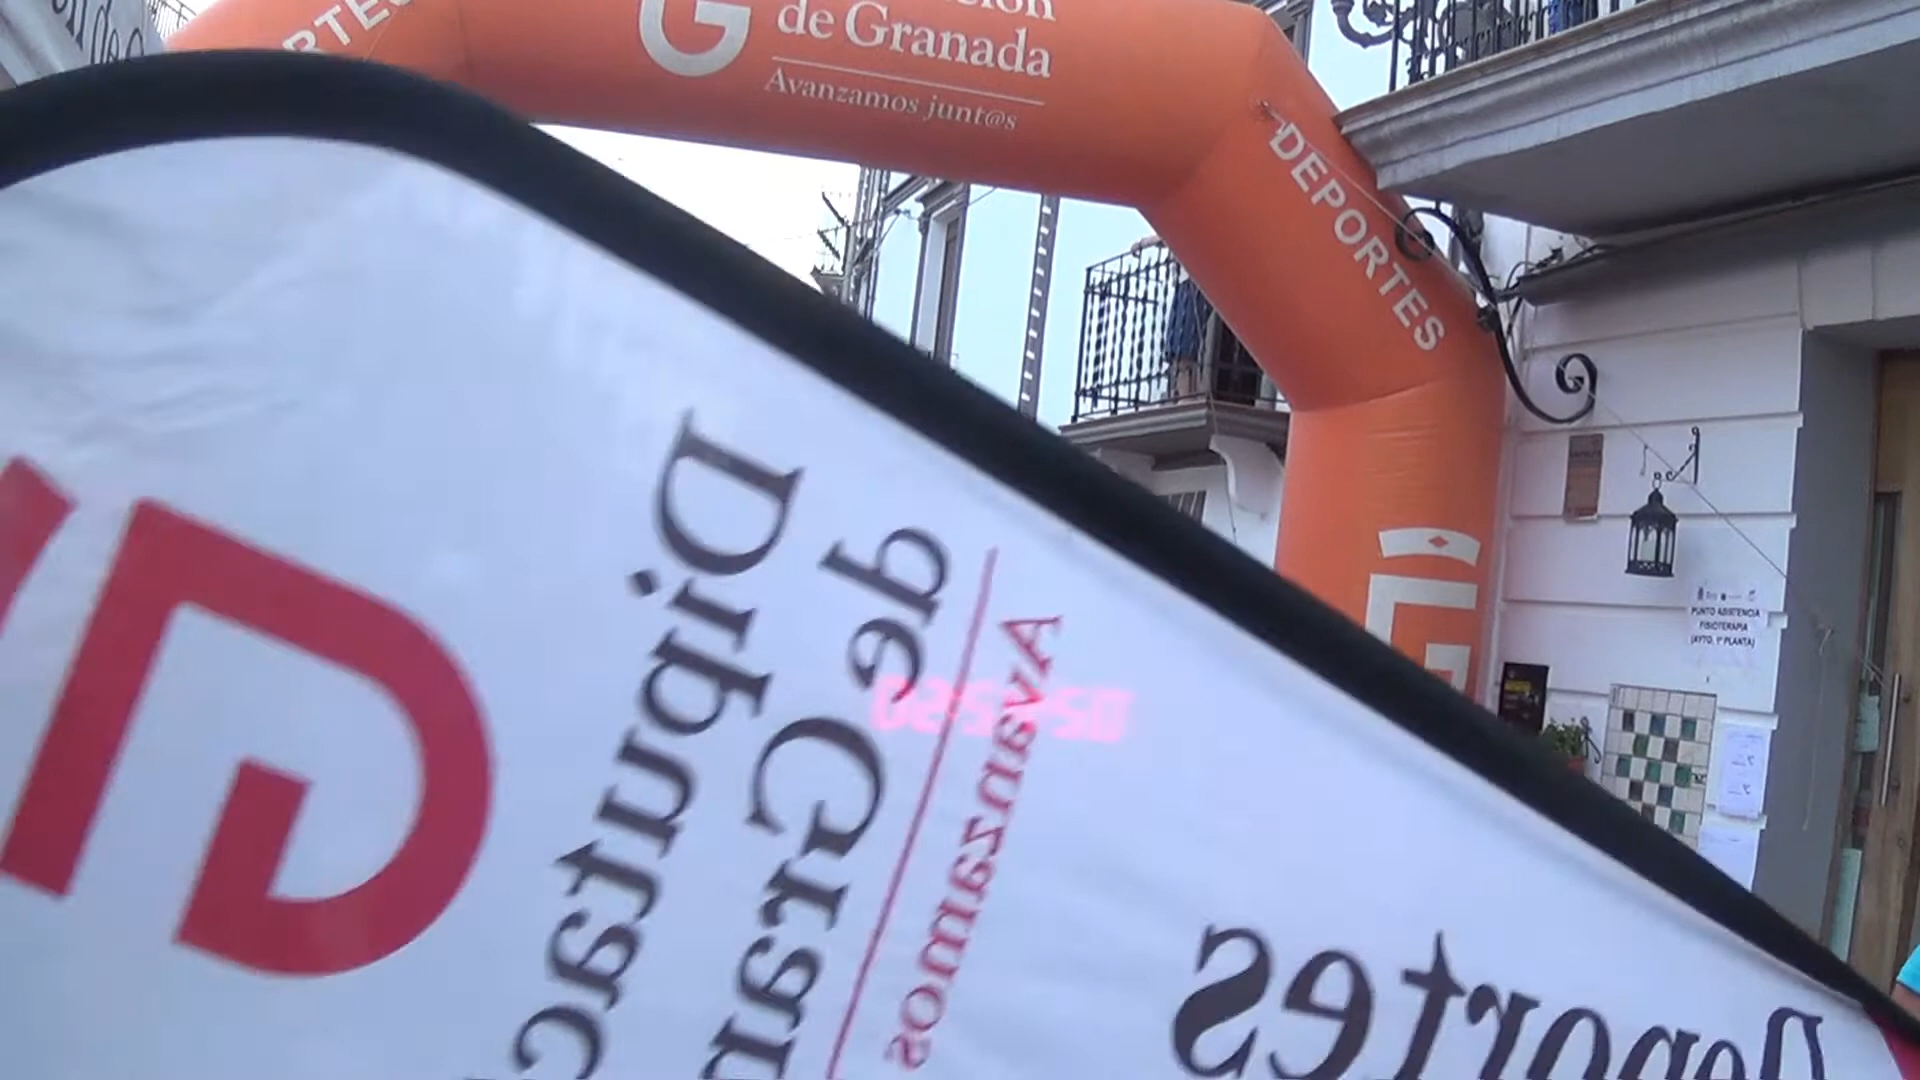 de Granada
Avanzamos junt@s
DEPORTES
G
PUNTO ASISTENCIA
FISIOTERAPIA
(AYTO. 1ª PLANTA)
G
Diputac
de Gran
Avanzamos
Deportes